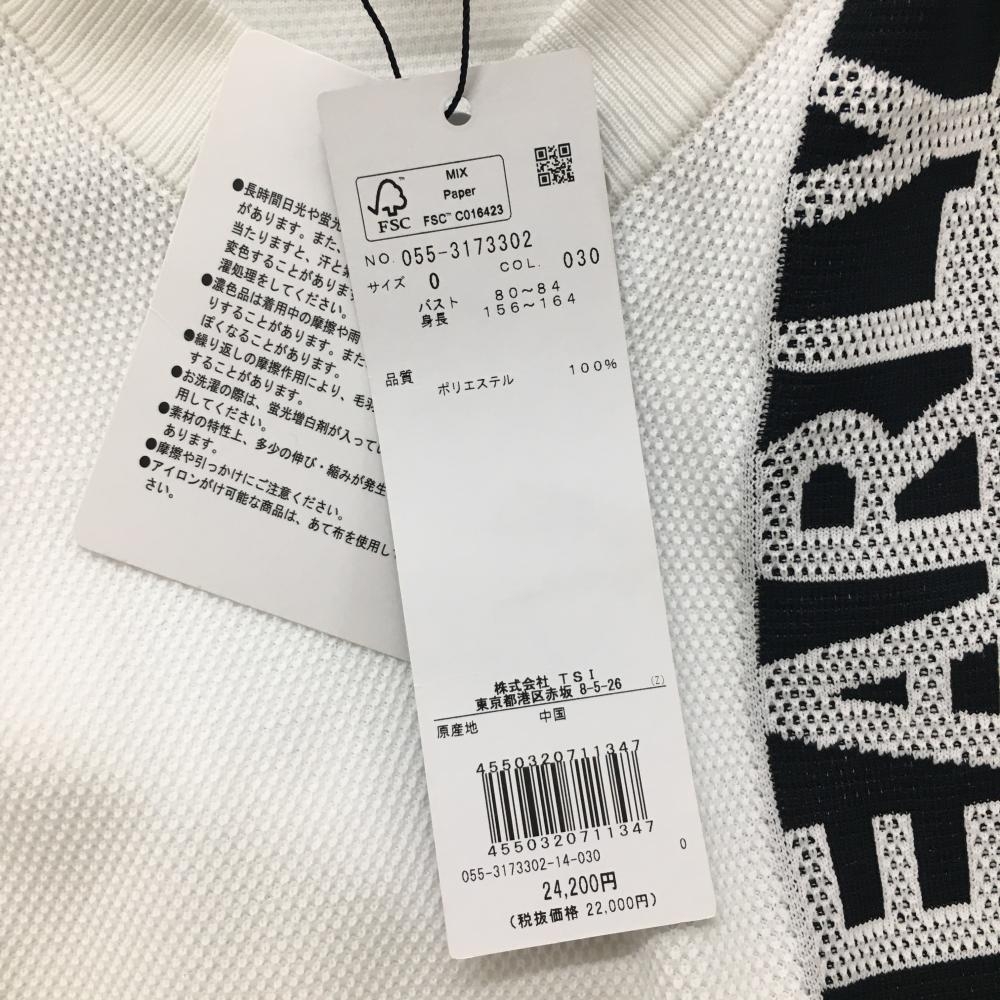 ●長時間日光や蛍光
があります。また、
当たりますと、汗と
変色することがありま
濯処理をしてください。
●濃色品は着用中の摩擦や雨
りすることがあります。また
ぽくなることがあります。
●繰り返しの摩擦作用により、毛羽
することがあります。
●お洗濯の際は、蛍光増白剤が入って
用してください。
●素材の特性上、多少の伸び・縮みが発生
あります。
●摩擦や引っかけにご注意ください。
●アイロンがけ可能な商品は、あて布を使用し
さい。
MIX
Paper
FSC™ C016423
FSC
NO. 055-3173302
サイズ 0 COL. 030
バスト 80～84
身長 156～164
品質 ポリエステル 100%
株式会社 TSI
東京都港区赤坂 8-5-26 (Z)
原産地 中国
4550320711347
4550320711347
055-3173302-14-030 0
24,200円
(税抜価格 22,000円)